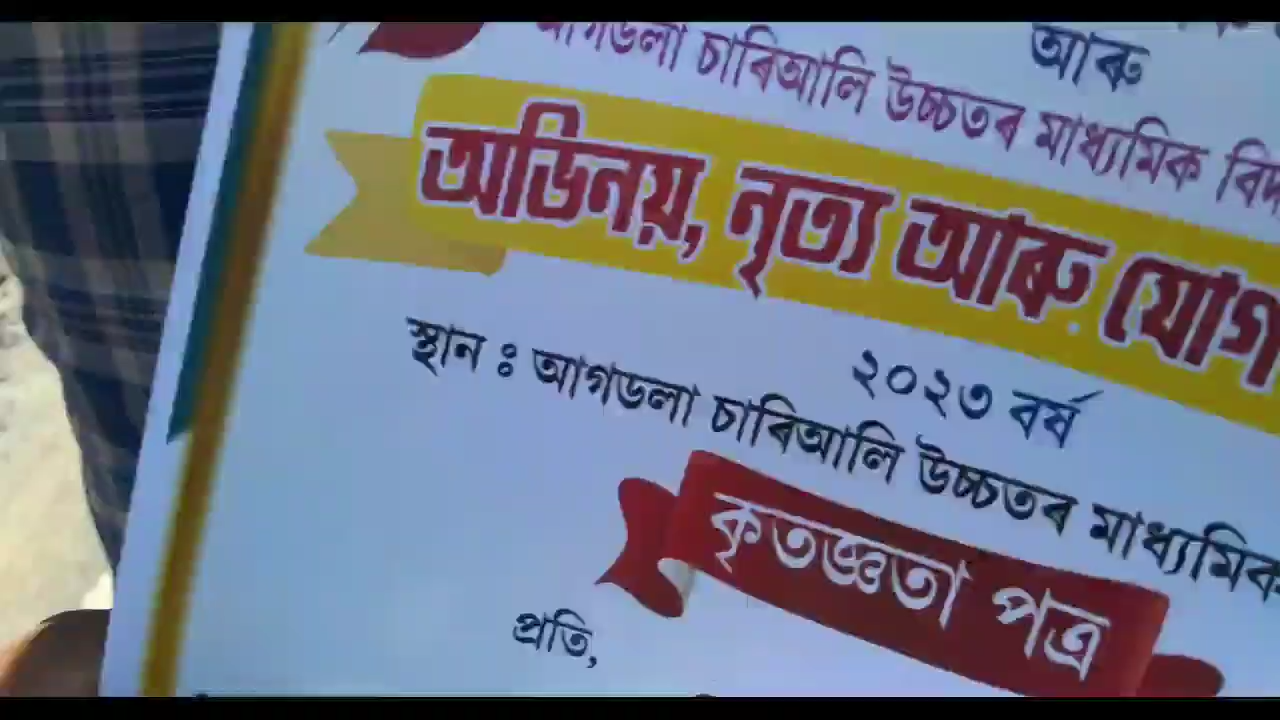 আৰু
আগডলা চাৰিআলি উচ্চতৰ মাধ্যমিক
অভিনয়, নৃত্য আৰু যোগ
২০২৩ বৰ্ষ
স্থান ঃ আগডলা চাৰিআলি উচ্চতৰ মাধ্যমিক
কৃতজ্ঞতা পত্ৰ
প্ৰতি,